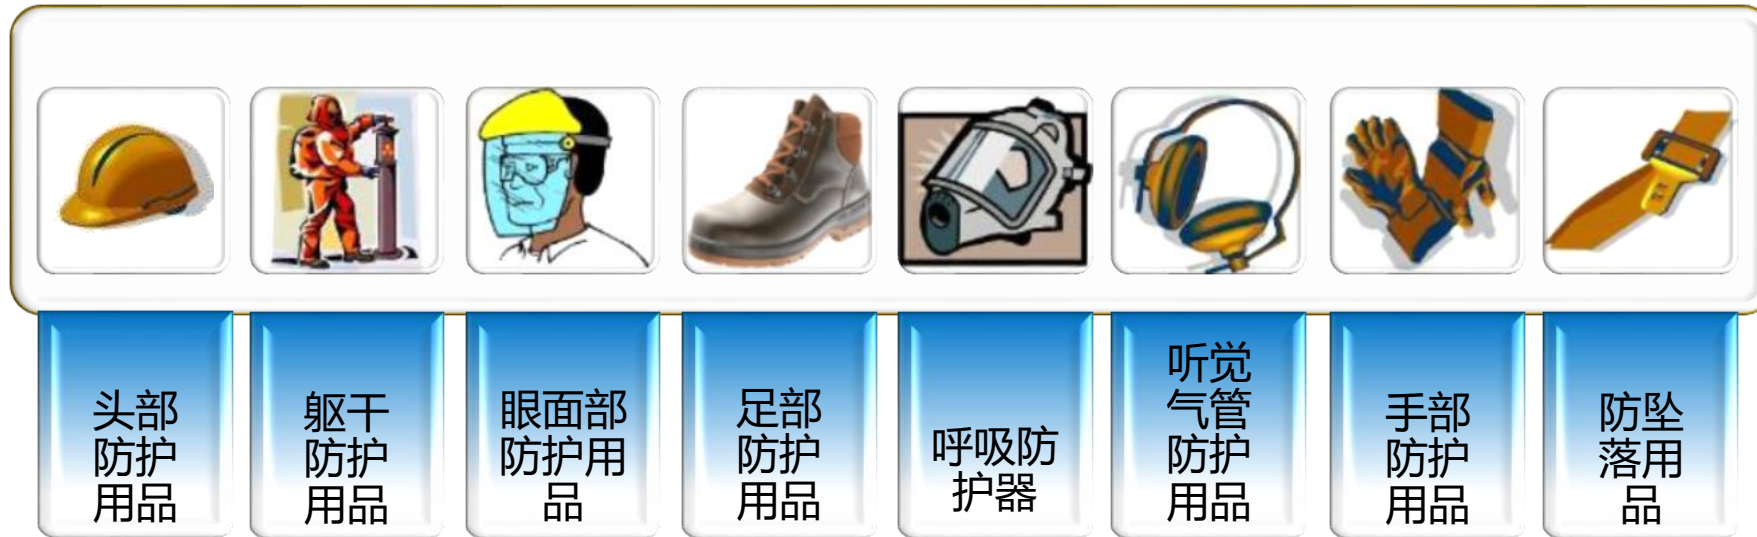 头部
防护
用品
躯干
防护
用品
眼面部
防护用
品
足部
防护
用品
呼吸防
护器
听觉
气管
防护
用品
手部
防护
用品
防坠
落用
品